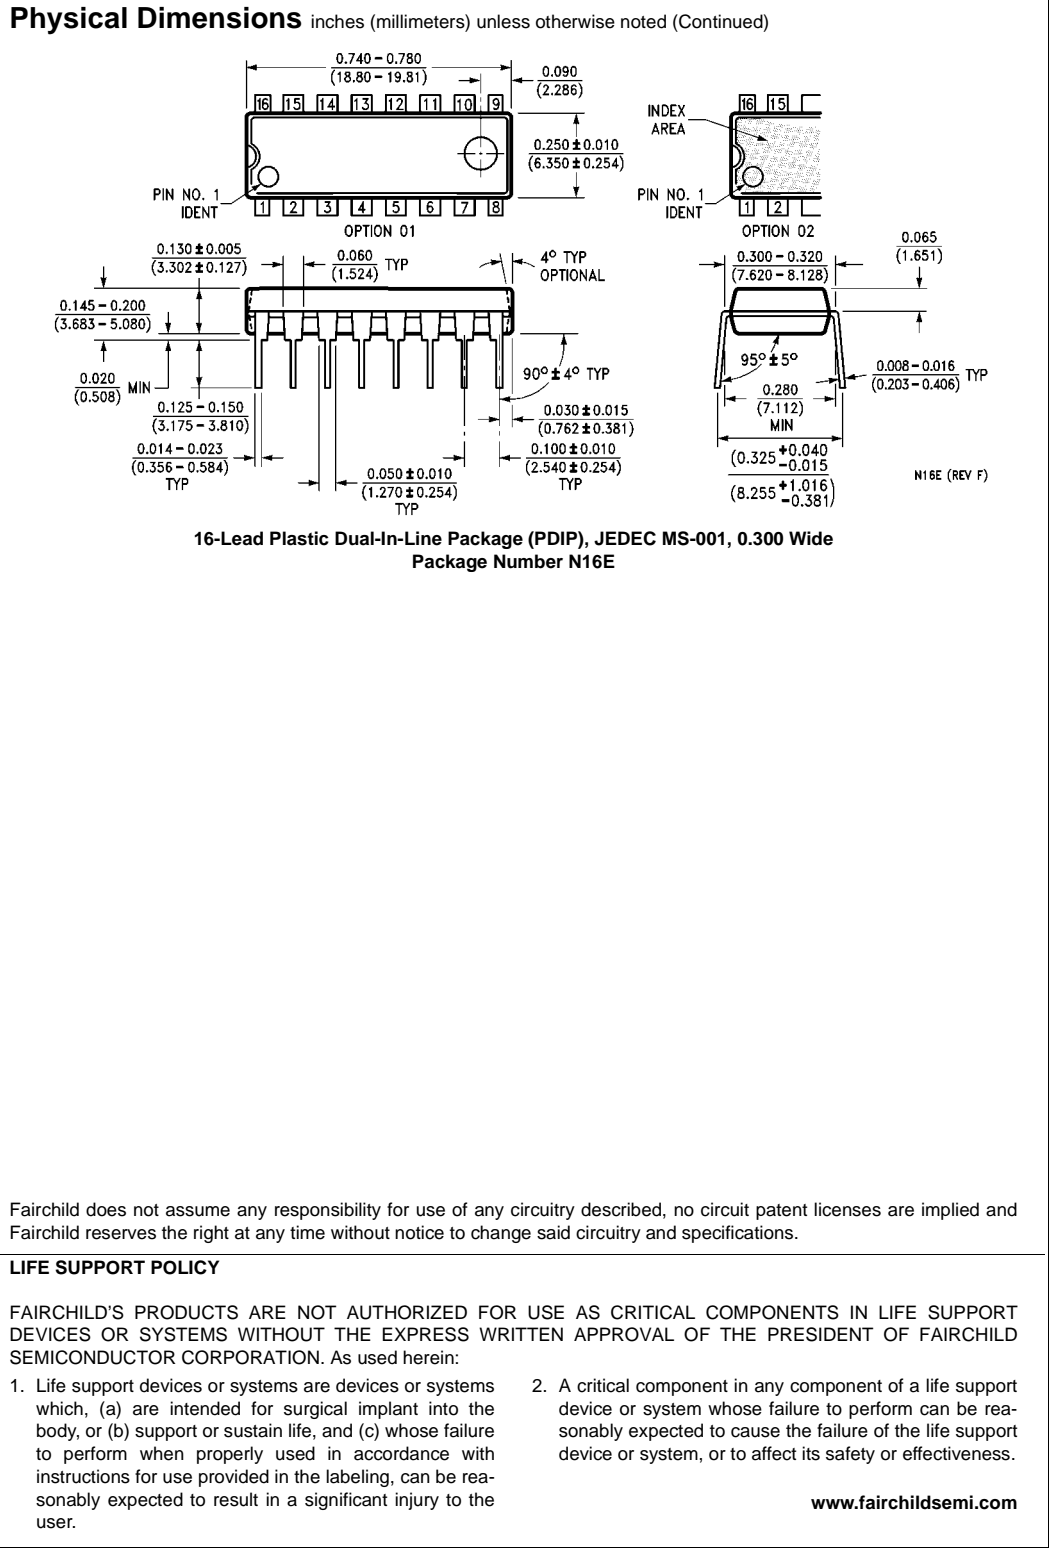 Physical Dimensions inches (millimeters) unless otherwise noted (Continued)
0.740 – 0.780
(18.80 – 19.81)
0.090
(2.286)
16 15 14 13 12 11 10 9
INDEX
AREA
16 15
0.250 ± 0.010
(6.350 ± 0.254)
PIN NO. 1
IDENT
1 2 3 4 5 6 7 8
OPTION 01
PIN NO. 1
IDENT
1 2
OPTION 02
0.130 ± 0.005
(3.302 ± 0.127)
0.060
(1.524)
TYP
4° TYP
OPTIONAL
0.300 – 0.320
(7.620 – 8.128)
0.065
(1.651)
0.145 – 0.200
(3.683 – 5.080)
0.020
(0.508)
MIN
0.125 – 0.150
(3.175 – 3.810)
90° ± 4° TYP
95° ± 5°
0.008 – 0.016
(0.203 – 0.406)
TYP
0.280
(7.112)
MIN
0.030 ± 0.015
(0.762 ± 0.381)
0.014 – 0.023
(0.356 – 0.584)
TYP
0.050 ± 0.010
(1.270 ± 0.254)
TYP
0.100 ± 0.010
(2.540 ± 0.254)
TYP
(0.325 +0.040
–0.015
(8.255 +1.016
–0.381)
N16E (REV F)
16-Lead Plastic Dual-In-Line Package (PDIP), JEDEC MS-001, 0.300 Wide
Package Number N16E
Fairchild does not assume any responsibility for use of any circuitry described, no circuit patent licenses are implied and
Fairchild reserves the right at any time without notice to change said circuitry and specifications.
LIFE SUPPORT POLICY
FAIRCHILD'S PRODUCTS ARE NOT AUTHORIZED FOR USE AS CRITICAL COMPONENTS IN LIFE SUPPORT
DEVICES OR SYSTEMS WITHOUT THE EXPRESS WRITTEN APPROVAL OF THE PRESIDENT OF FAIRCHILD
SEMICONDUCTOR CORPORATION. As used herein:
1. Life support devices or systems are devices or systems
which, (a) are intended for surgical implant into the
body, or (b) support or sustain life, and (c) whose failure
to perform when properly used in accordance with
instructions for use provided in the labeling, can be rea-
sonably expected to result in a significant injury to the
user.
2. A critical component in any component of a life support
device or system whose failure to perform can be rea-
sonably expected to cause the failure of the life support
device or system, or to affect its safety or effectiveness.
www.fairchildsemi.com